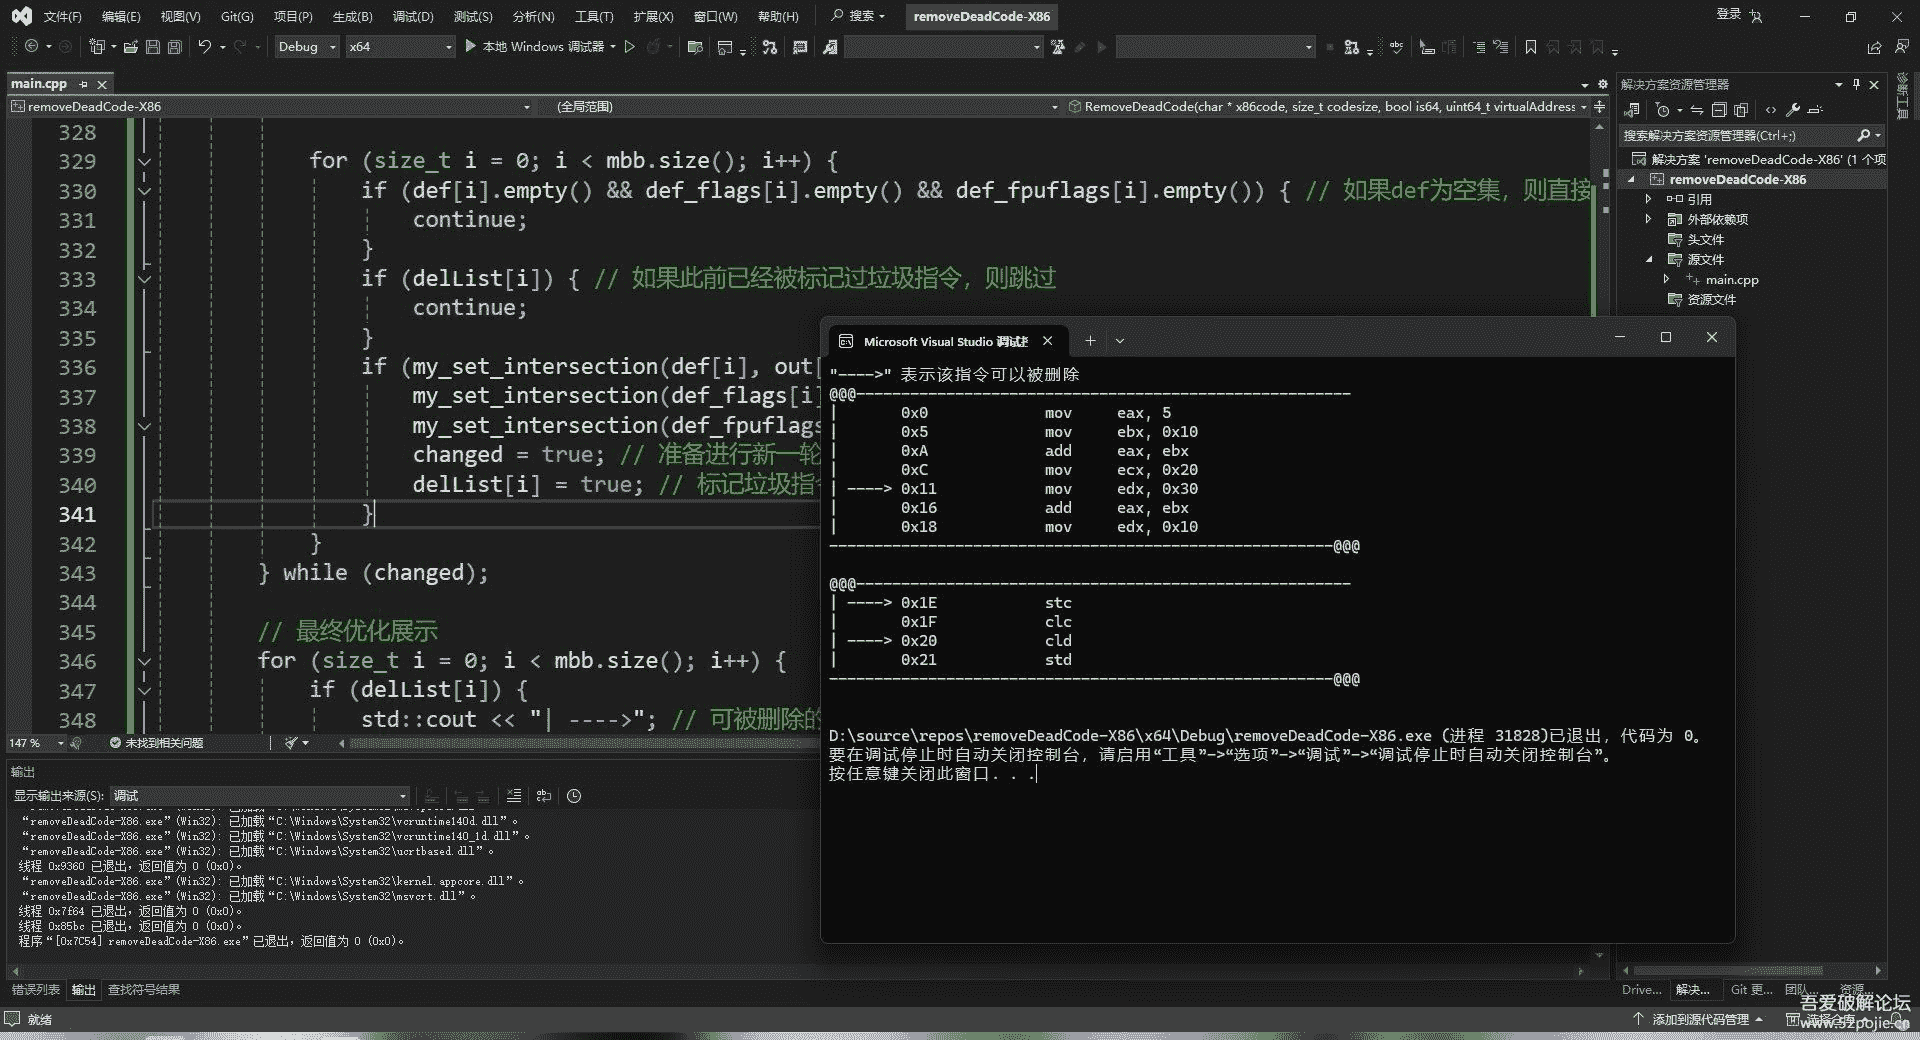 文件(F) 编辑(E) 视图(V) Git(G) 项目(P) 生成(B) 调试(D) 测试(S) 分析(N) 工具(T) 扩展(X) 窗口(W) 帮助(H) 搜索 removeDeadCode-X86 登录
Debug x64 本地 Windows 调试器
main.cpp
removeDeadCode-X86 (全局范围) RemoveDeadCode(char * x86code, size_t codesize, bool is64, uint64_t virtualAddress
328
329 for (size_t i = 0; i < mbb.size(); i++) {
330 if (def[i].empty() && def_flags[i].empty() && def_fpuflags[i].empty()) { // 如果def为空集，则直接
331 continue;
332 }
333 if (delList[i]) { // 如果此前已经被标记过垃圾指令，则跳过
334 continue;
335 }
336 if (my_set_intersection(def[i], out[
337 my_set_intersection(def_flags[i]
338 my_set_intersection(def_fpuflags
339 changed = true; // 准备进行新一轮
340 delList[i] = true; // 标记垃圾指
341 }
342 }
343 } while (changed);
344
345 // 最终优化展示
346 for (size_t i = 0; i < mbb.size(); i++) {
347 if (delList[i]) {
348 std::cout << "| ---->"; // 可被删除的
147 % 未找到相关问题
输出
显示输出来源(S): 调试
“removeDeadCode-X86.exe”(Win32): 已加载“C:\Windows\System32\vcruntime140d.dll”。
“removeDeadCode-X86.exe”(Win32): 已加载“C:\Windows\System32\vcruntime140_1d.dll”。
“removeDeadCode-X86.exe”(Win32): 已加载“C:\Windows\System32\ucrtbased.dll”。
线程 0x9360 已退出，返回值为 0 (0x0)。
“removeDeadCode-X86.exe”(Win32): 已加载“C:\Windows\System32\kernel.appcore.dll”。
“removeDeadCode-X86.exe”(Win32): 已加载“C:\Windows\System32\msvcrt.dll”。
线程 0x7f64 已退出，返回值为 0 (0x0)。
线程 0x85bc 已退出，返回值为 0 (0x0)。
程序“[0x7C54] removeDeadCode-X86.exe”已退出，返回值为 0 (0x0)。
错误列表 输出 查找符号结果
就绪
Microsoft Visual Studio 调试
"---->" 表示该指令可以被删除
@@@-------------------------------------------------------
| 0x0 mov eax, 5
| 0x5 mov ebx, 0x10
| 0xA add eax, ebx
| 0xC mov ecx, 0x20
| ----> 0x11 mov edx, 0x30
| 0x16 add eax, ebx
| 0x18 mov edx, 0x10
--------------------------------------------------------@@@
@@@-------------------------------------------------------
| ----> 0x1E stc
| 0x1F clc
| ----> 0x20 cld
| 0x21 std
--------------------------------------------------------@@@
D:\source\repos\removeDeadCode-X86\x64\Debug\removeDeadCode-X86.exe (进程 31828)已退出，代码为 0。
要在调试停止时自动关闭控制台，请启用“工具”->“选项”->“调试”->“调试停止时自动关闭控制台”。
按任意键关闭此窗口. . .
解决方案资源管理器
搜索解决方案资源管理器(Ctrl+;)
解决方案 'removeDeadCode-X86' (1 个项
removeDeadCode-X86
引用
外部依赖项
头文件
源文件
main.cpp
资源文件
诊断工具
Drive... 解决... Git 更... 团队... 资源...
添加到源代码管理 选择仓库
吾爱破解论坛
www.52pojie.cn